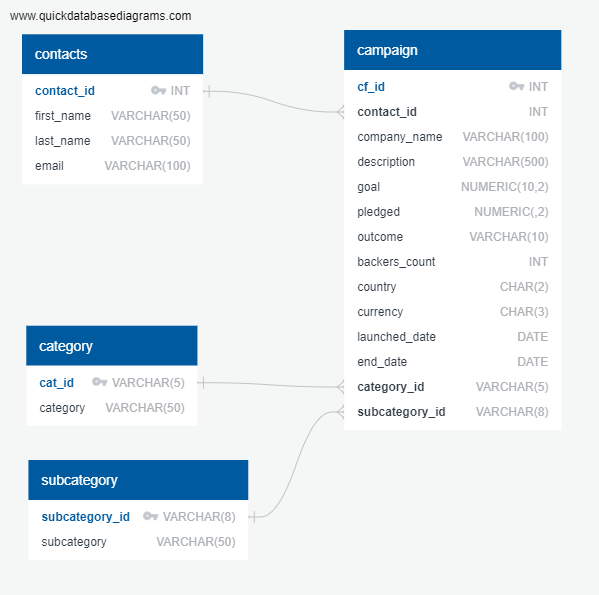 www.quickdatabasediagrams.com
contacts
contact_id INT
first_name VARCHAR(50)
last_name VARCHAR(50)
email VARCHAR(100)
campaign
cf_id INT
contact_id INT
company_name VARCHAR(100)
description VARCHAR(500)
goal NUMERIC(10,2)
pledged NUMERIC(,2)
outcome VARCHAR(10)
backers_count INT
country CHAR(2)
currency CHAR(3)
launched_date DATE
end_date DATE
category_id VARCHAR(5)
subcategory_id VARCHAR(8)
category
cat_id VARCHAR(5)
category VARCHAR(50)
subcategory
subcategory_id VARCHAR(8)
subcategory VARCHAR(50)